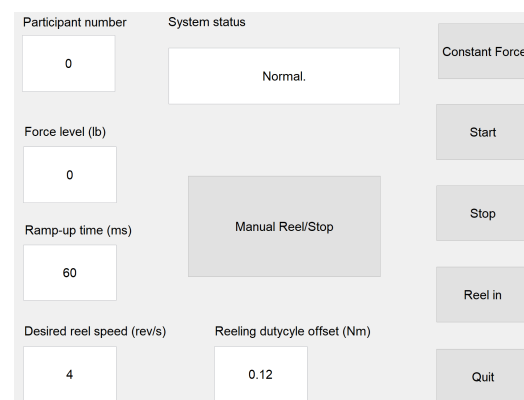 Participant number
System status
0
Normal.
Constant Force
Force level (lb)
Start
0
Manual Reel/Stop
Stop
Ramp-up time (ms)
60
Reel in
Desired reel speed (rev/s)
Reeling dutycyle offset (Nm)
4
0.12
Quit